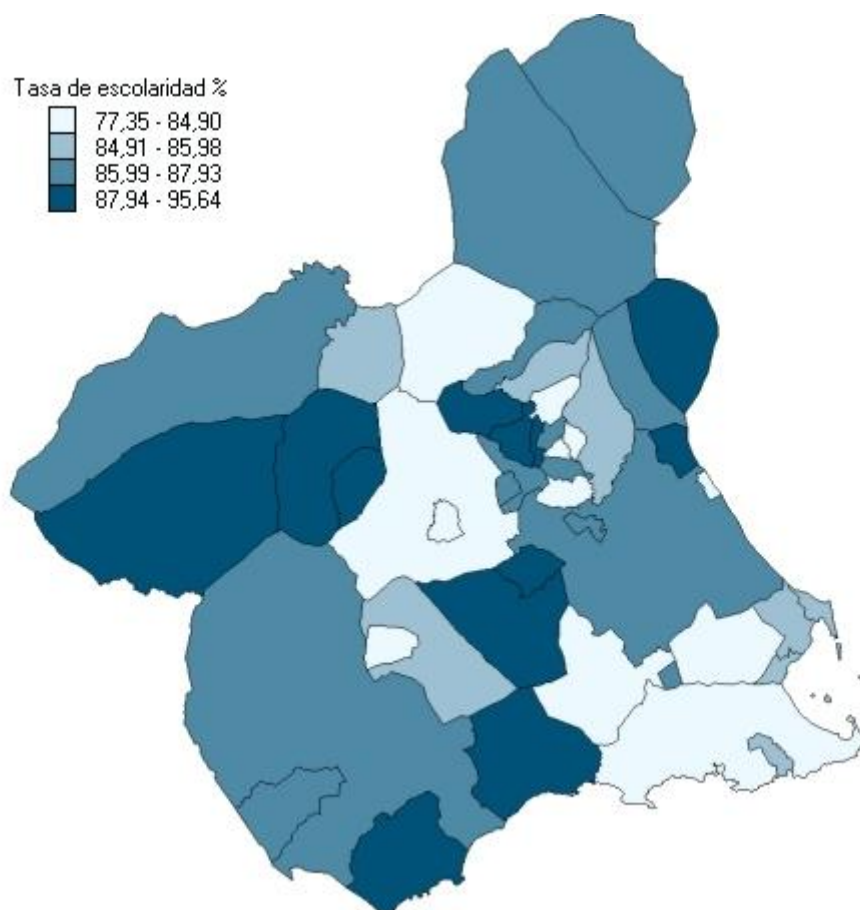 Tasa de escolaridad %
77,35 - 84,90
84,91 - 85,98
85,99 - 87,93
87,94 - 95,64